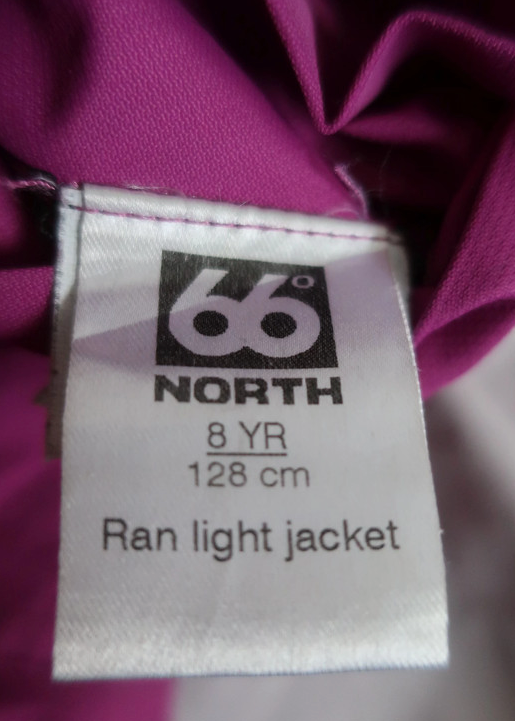 66°
NORTH
8 YR
128 cm
Ran light jacket